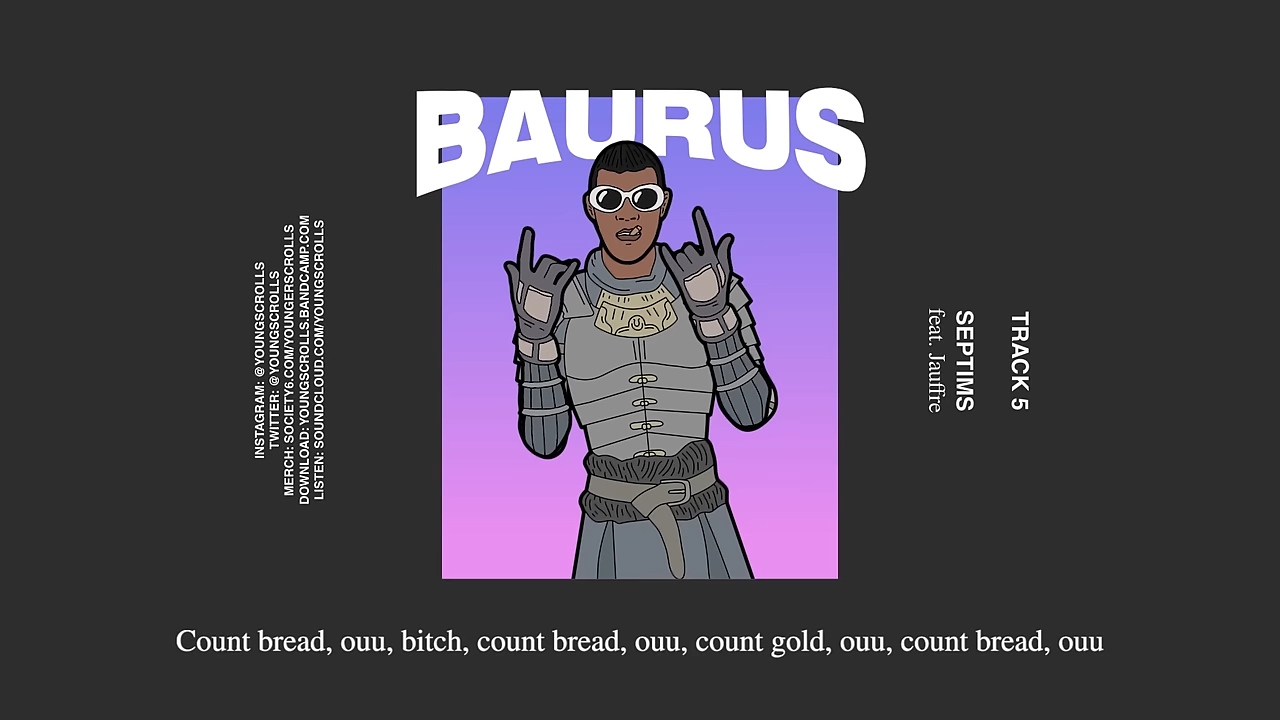 BAURUS
INSTAGRAM: @YOUNGSCROLLS
TWITTER: @YOUNGSCROLLS
MERCH: SOCIETY6.COM/YOUNGERSCROLLS
DOWNLOAD: YOUNGSCROLLS.BANDCAMP.COM
LISTEN: SOUNDCLOUD.COM/YOUNGSCROLLS
TRACK 5
SEPTIMS
feat. Jauffre
Count bread, ouu, bitch, count bread, ouu, count gold, ouu, count bread, ouu